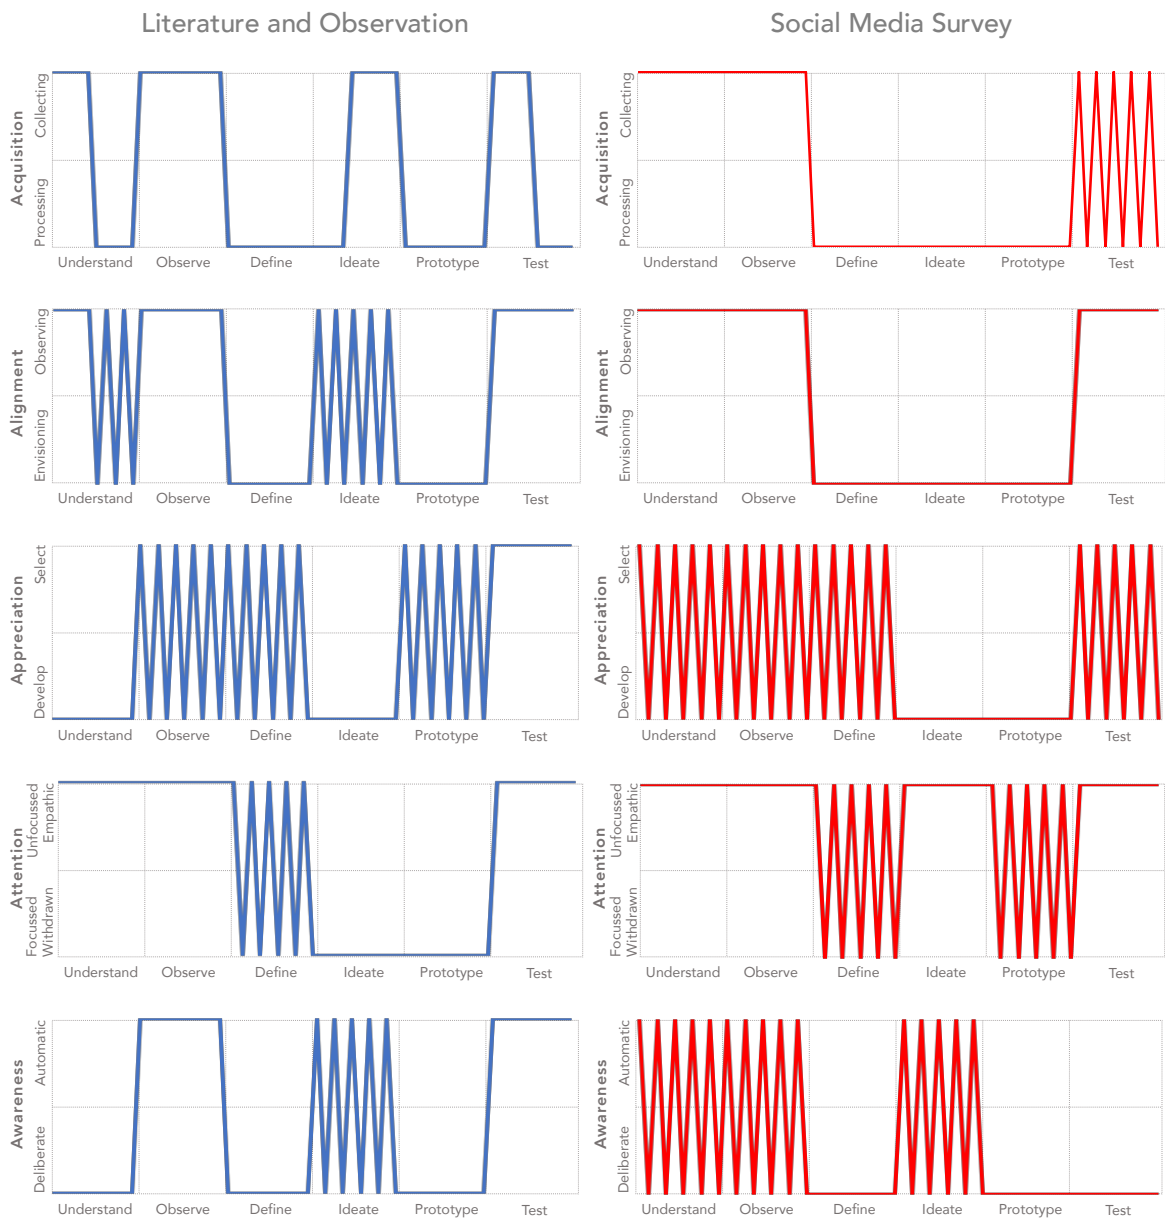 Literature and Observation
Social Media Survey
Acquisition
Processing Collecting
Understand Observe Define Ideate Prototype Test
Acquisition
Processing Collecting
Understand Observe Define Ideate Prototype Test
Alignment
Envisioning Observing
Understand Observe Define Ideate Prototype Test
Alignment
Envisioning Observing
Understand Observe Define Ideate Prototype Test
Appreciation
Develop Select
Understand Observe Define Ideate Prototype Test
Appreciation
Develop Select
Understand Observe Define Ideate Prototype Test
Attention
Focussed Unfocussed
Withdrawn Empathic
Understand Observe Define Ideate Prototype Test
Attention
Focussed Unfocussed
Withdrawn Empathic
Understand Observe Define Ideate Prototype Test
Awareness
Deliberate Automatic
Understand Observe Define Ideate Prototype Test
Awareness
Deliberate Automatic
Understand Observe Define Ideate Prototype Test